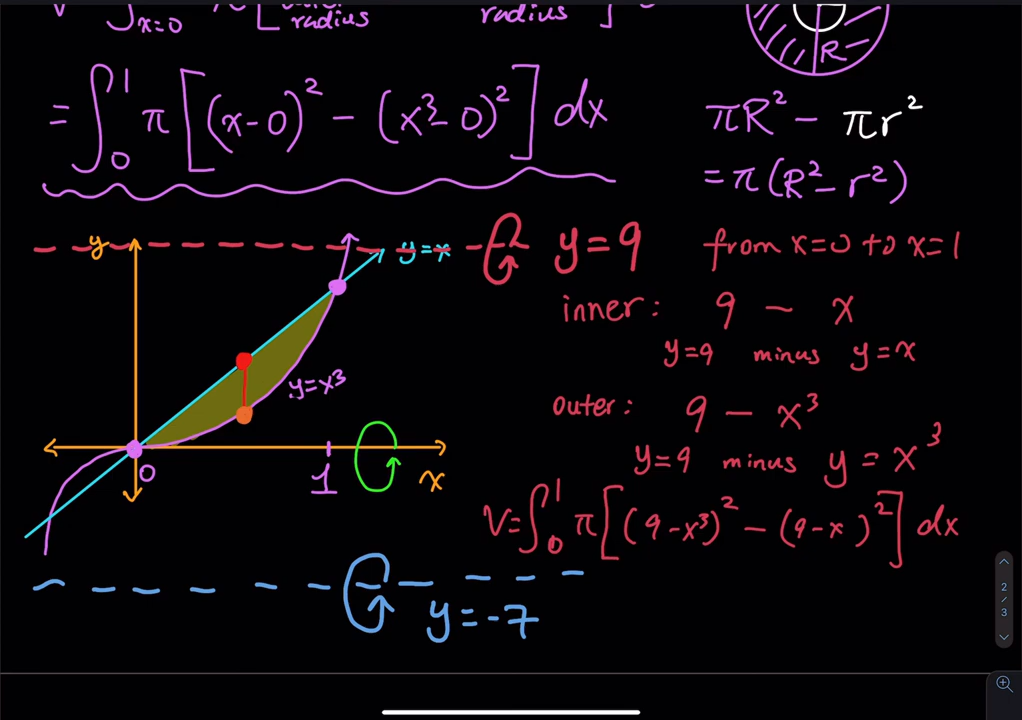 radius radius
x=0
R
= ∫₀¹ π [(x-0)² - (x³-0)²] dx
πR² - πr²
= π(R² - r²)
y
y=x
y=9 from x=0 to x=1
inner: 9 - x
y=9 minus y=x
y=x³
outer: 9 - x³
y=9 minus y = x³
0
1
x
V = ∫₀¹ π [(9-x³)² - (9-x)²] dx
y=-7
2
/
3